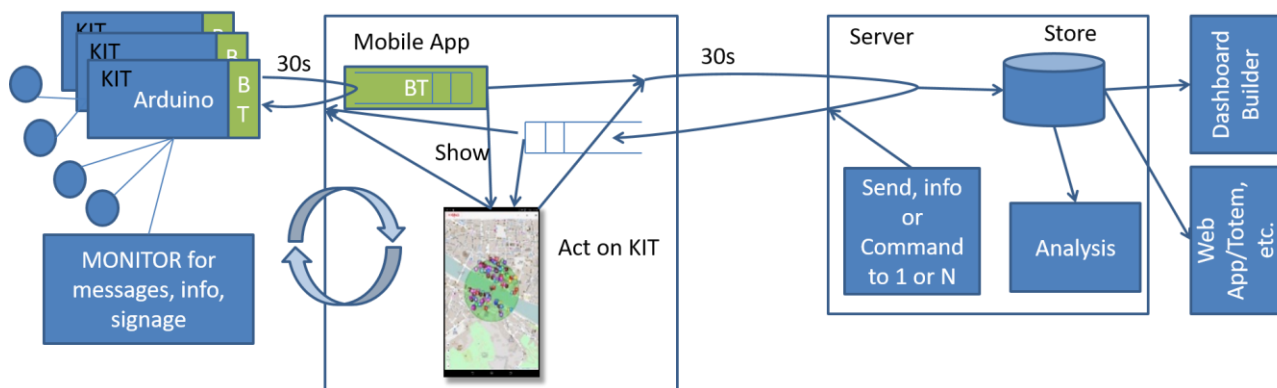 KIT
KIT
KIT
Arduino
B
B
B
T
30s
MONITOR for
messages, info,
signage
Mobile App
BT
Show
Act on KIT
30s
Server
Store
Send, info
or
Command
to 1 or N
Analysis
Dashboard
Builder
Web
App/Totem,
etc.